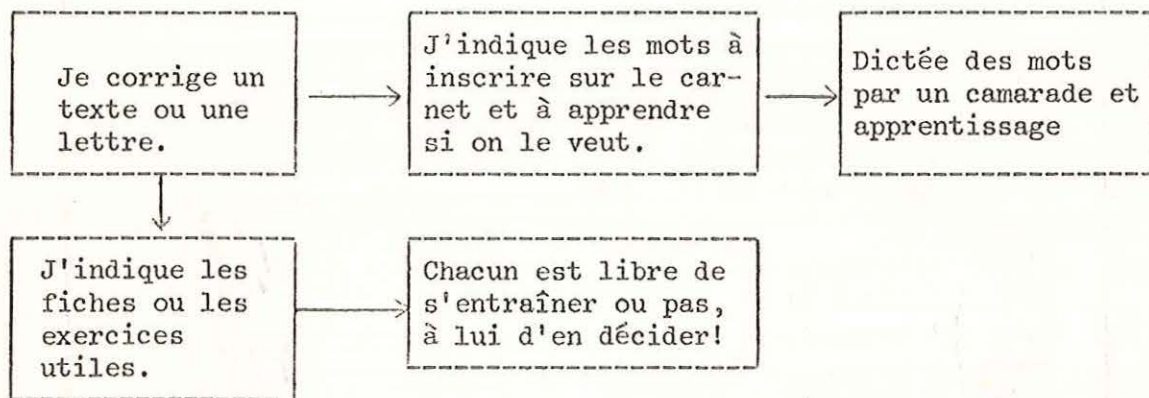 Je corrige un
texte ou une
lettre.
J'indique les mots à
inscrire sur le car-
net et à apprendre
si on le veut.
Dictée des mots
par un camarade et
apprentissage
J'indique les
fiches ou les
exercices
utiles.
Chacun est libre de
s'entraîner ou pas,
à lui d'en décider!